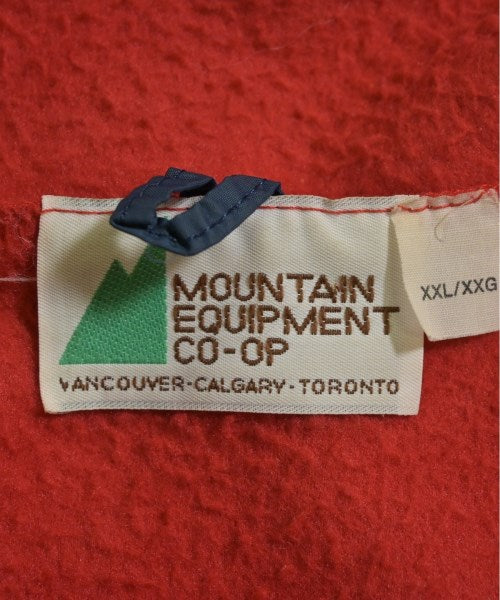 MOUNTAIN
EQUIPMENT
CO-OP
VANCOUVER-CALGARY-TORONTO
XXL/XXG